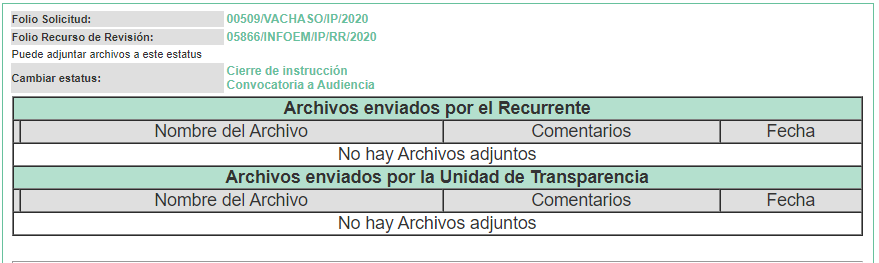 Folio Solicitud: 00509/VACHASO/IP/2020
Folio Recurso de Revisión: 05866/INFOEM/IP/RR/2020
Puede adjuntar archivos a este estatus
Cambiar estatus: Cierre de instrucción
Convocatoria a Audiencia
Archivos enviados por el Recurrente
Nombre del Archivo Comentarios Fecha
No hay Archivos adjuntos
Archivos enviados por la Unidad de Transparencia
Nombre del Archivo Comentarios Fecha
No hay Archivos adjuntos